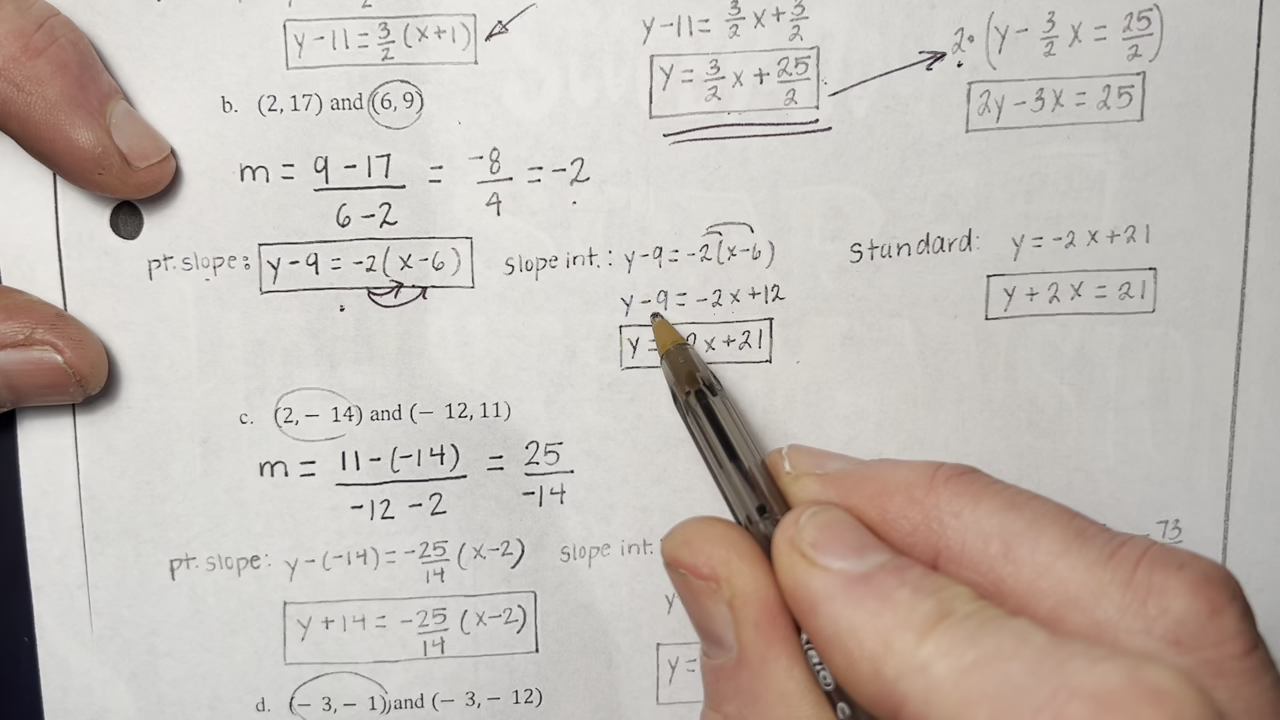 y-11 = 3/2 (x+1)
y-11 = 3/2 x + 3/2
y = 3/2 x + 25/2
2· (y - 3/2 x = 25/2)
2y-3x = 25
b. (2, 17) and (6, 9)
m = 9-17 / 6-2 = -8/4 = -2
pt. slope: y-9 = -2(x-6)
slope int.: y-9 = -2(x-6)
y-9 = -2x+12
x+21
standard: y = -2x+21
y+2x = 21
c. (2, − 14) and (− 12, 11)
m = 11-(-14) / -12-2 = 25/-14
pt. slope: y-(-14) = -25/14 (x-2)
slope int.
y+14 = -25/14 (x-2)
y
y=
73
d. (− 3, − 1) and (− 3, − 12)